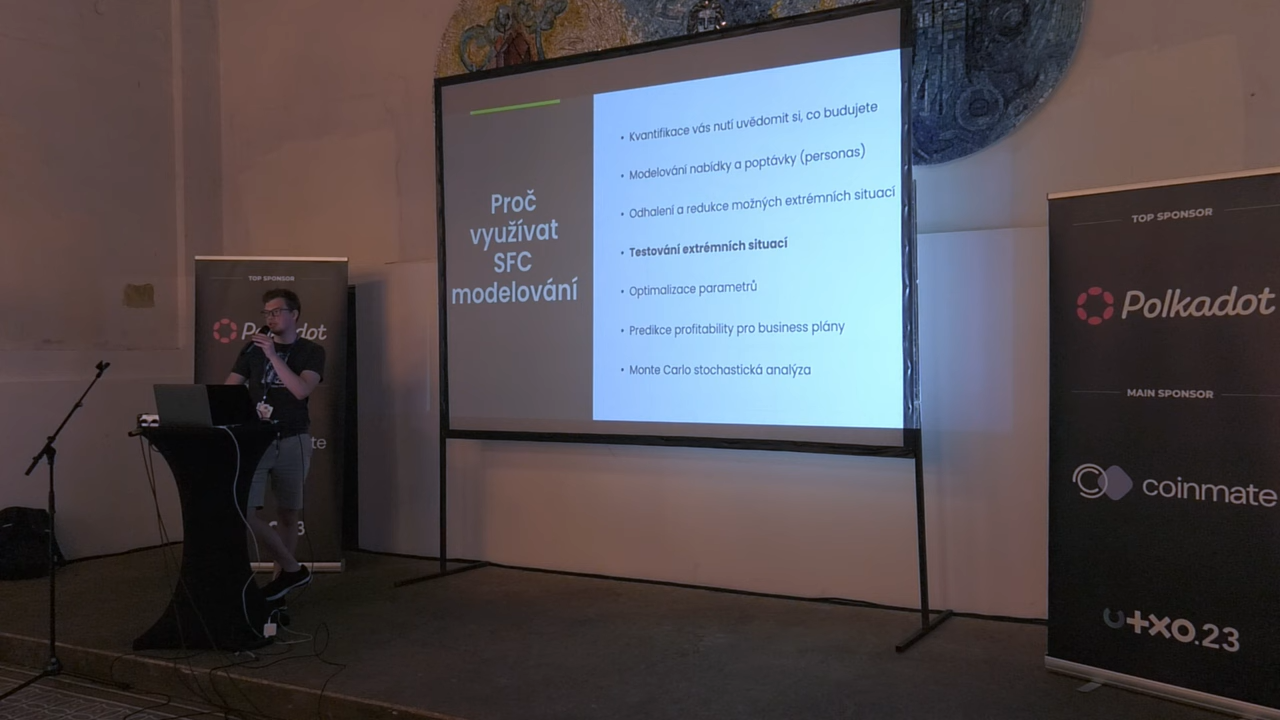 Proč
využívat
SFC
modelování
• Kvantifikace vás nutí uvědomit si, co budujete
• Modelování nabídky a poptávky (personas)
• Odhalení a redukce možných extrémních situací
• Testování extrémních situací
• Optimalizace parametrů
• Predikce profitability pro business plány
• Monte Carlo stochastická analýza
TOP SPONSOR
TOP SPONSOR
Polkadot
MAIN SPONSOR
coinmate
utxo.23